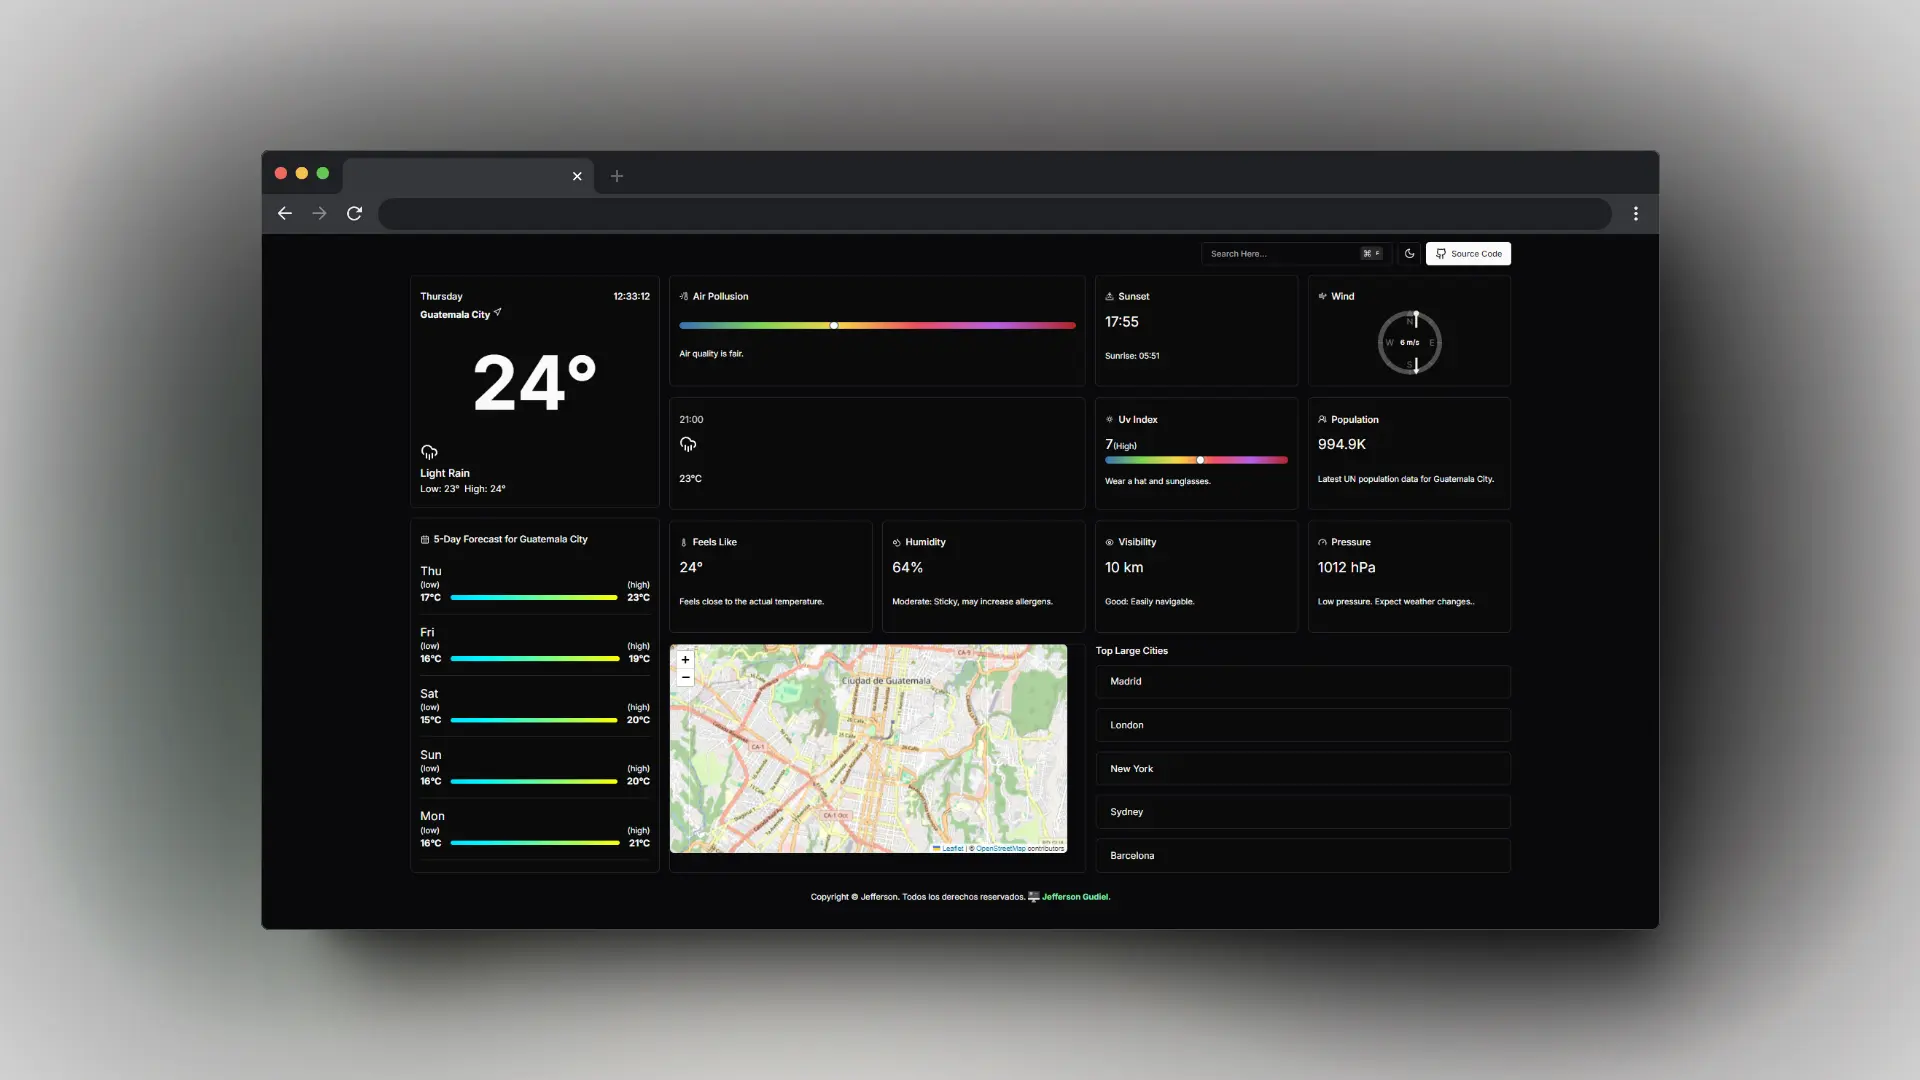 Search Here...
⌘ F
Source Code
Thursday
12:33:12
Guatemala City
24°
Light Rain
Low: 23° High: 24°
Air Pollusion
Air quality is fair.
Sunset
17:55
Sunrise: 05:51
Wind
N
W 6 m/s E
S
21:00
23°C
Uv Index
7(High)
Wear a hat and sunglasses.
Population
994.9K
Latest UN population data for Guatemala City.
5-Day Forecast for Guatemala City
Thu
(low) (high)
17°C 23°C
Fri
(low) (high)
16°C 19°C
Sat
(low) (high)
15°C 20°C
Sun
(low) (high)
16°C 20°C
Mon
(low) (high)
16°C 21°C
Feels Like
24°
Feels close to the actual temperature.
Humidity
64%
Moderate: Sticky, may increase allergens.
Visibility
10 km
Good: Easily navigable.
Pressure
1012 hPa
Low pressure. Expect weather changes..
+
−
CA-9
Ciudad de Guatemala
CA-1
CA-1 Occ
Leaflet | © OpenStreetMap contributors
Top Large Cities
Madrid
London
New York
Sydney
Barcelona
Copyright © Jefferson. Todos los derechos reservados. Jefferson Gudiel.